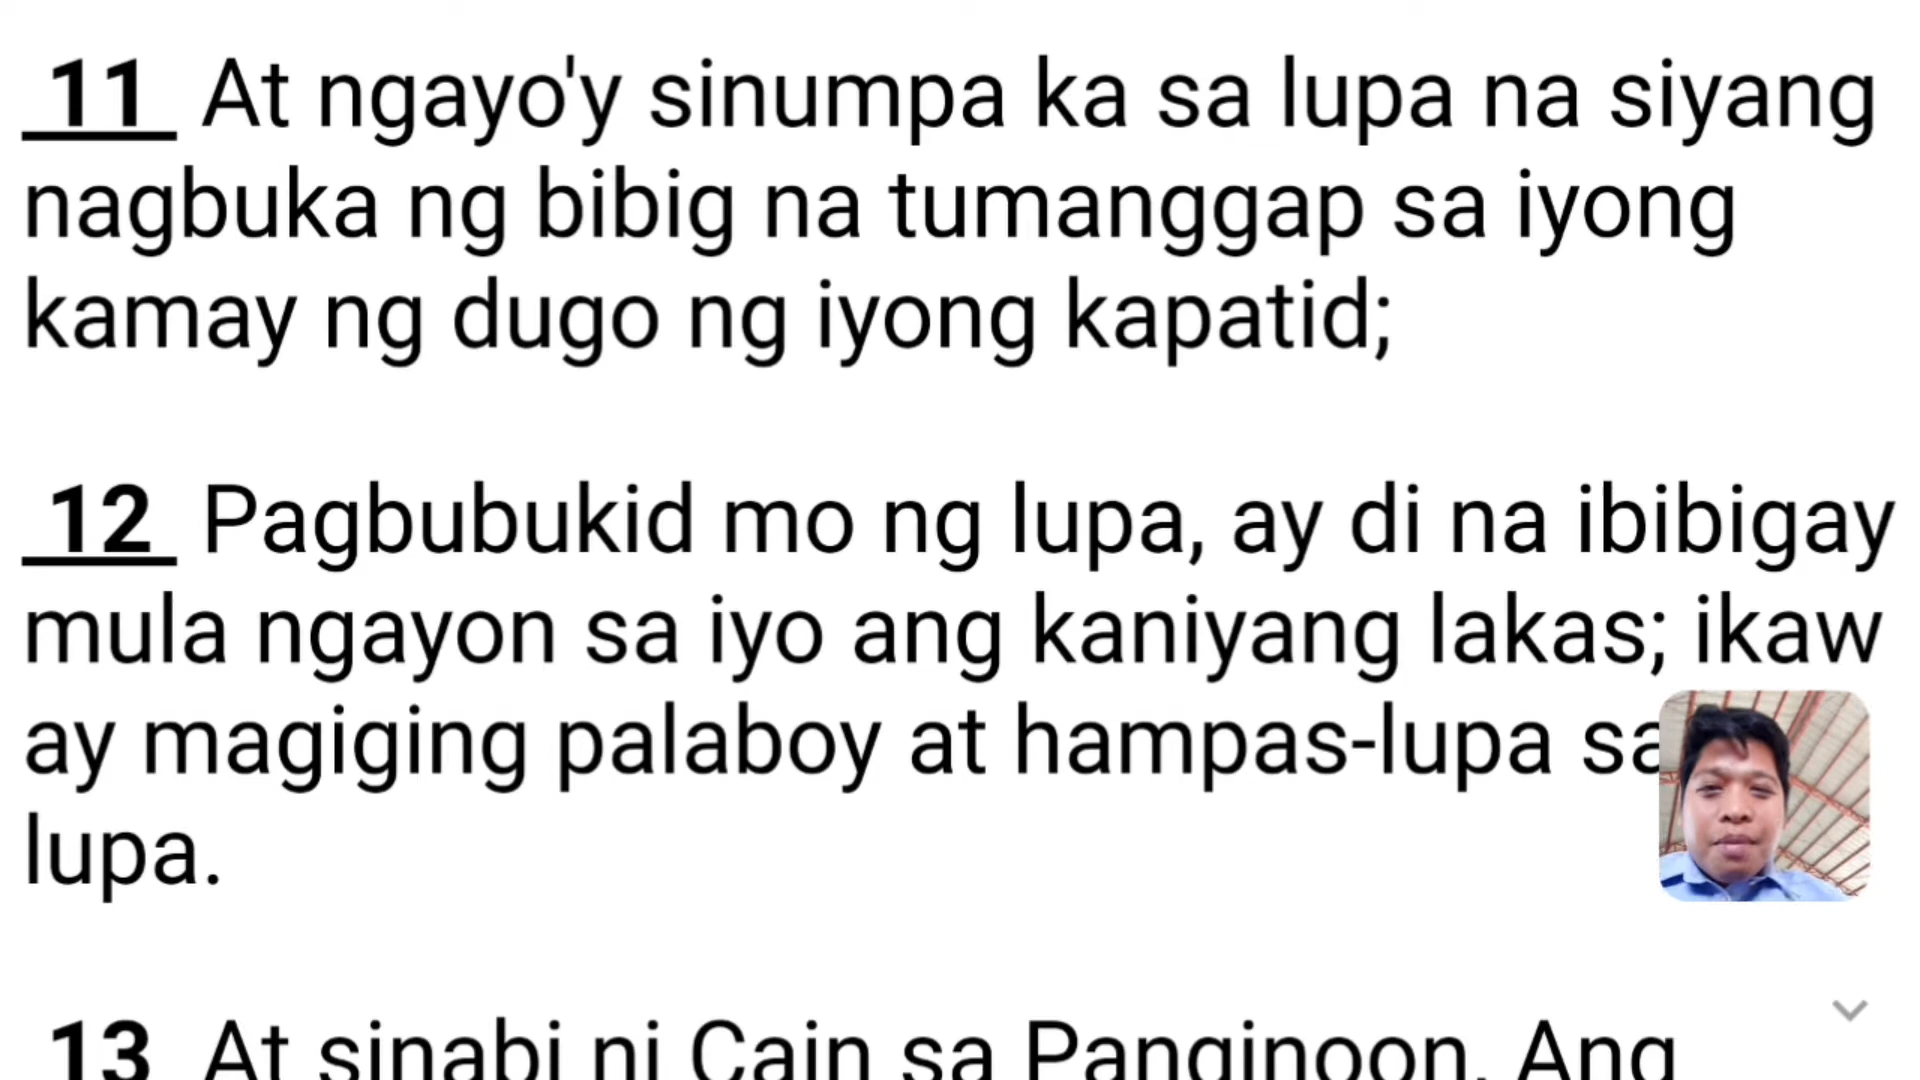 11 At ngayo'y sinumpa ka sa lupa na siyang
nagbuka ng bibig na tumanggap sa iyong
kamay ng dugo ng iyong kapatid;
12 Pagbubukid mo ng lupa, ay di na ibibigay
mula ngayon sa iyo ang kaniyang lakas; ikaw
ay magiging palaboy at hampas-lupa sa
lupa.
13 At sinabi ni Cain sa Panginoon, Ang